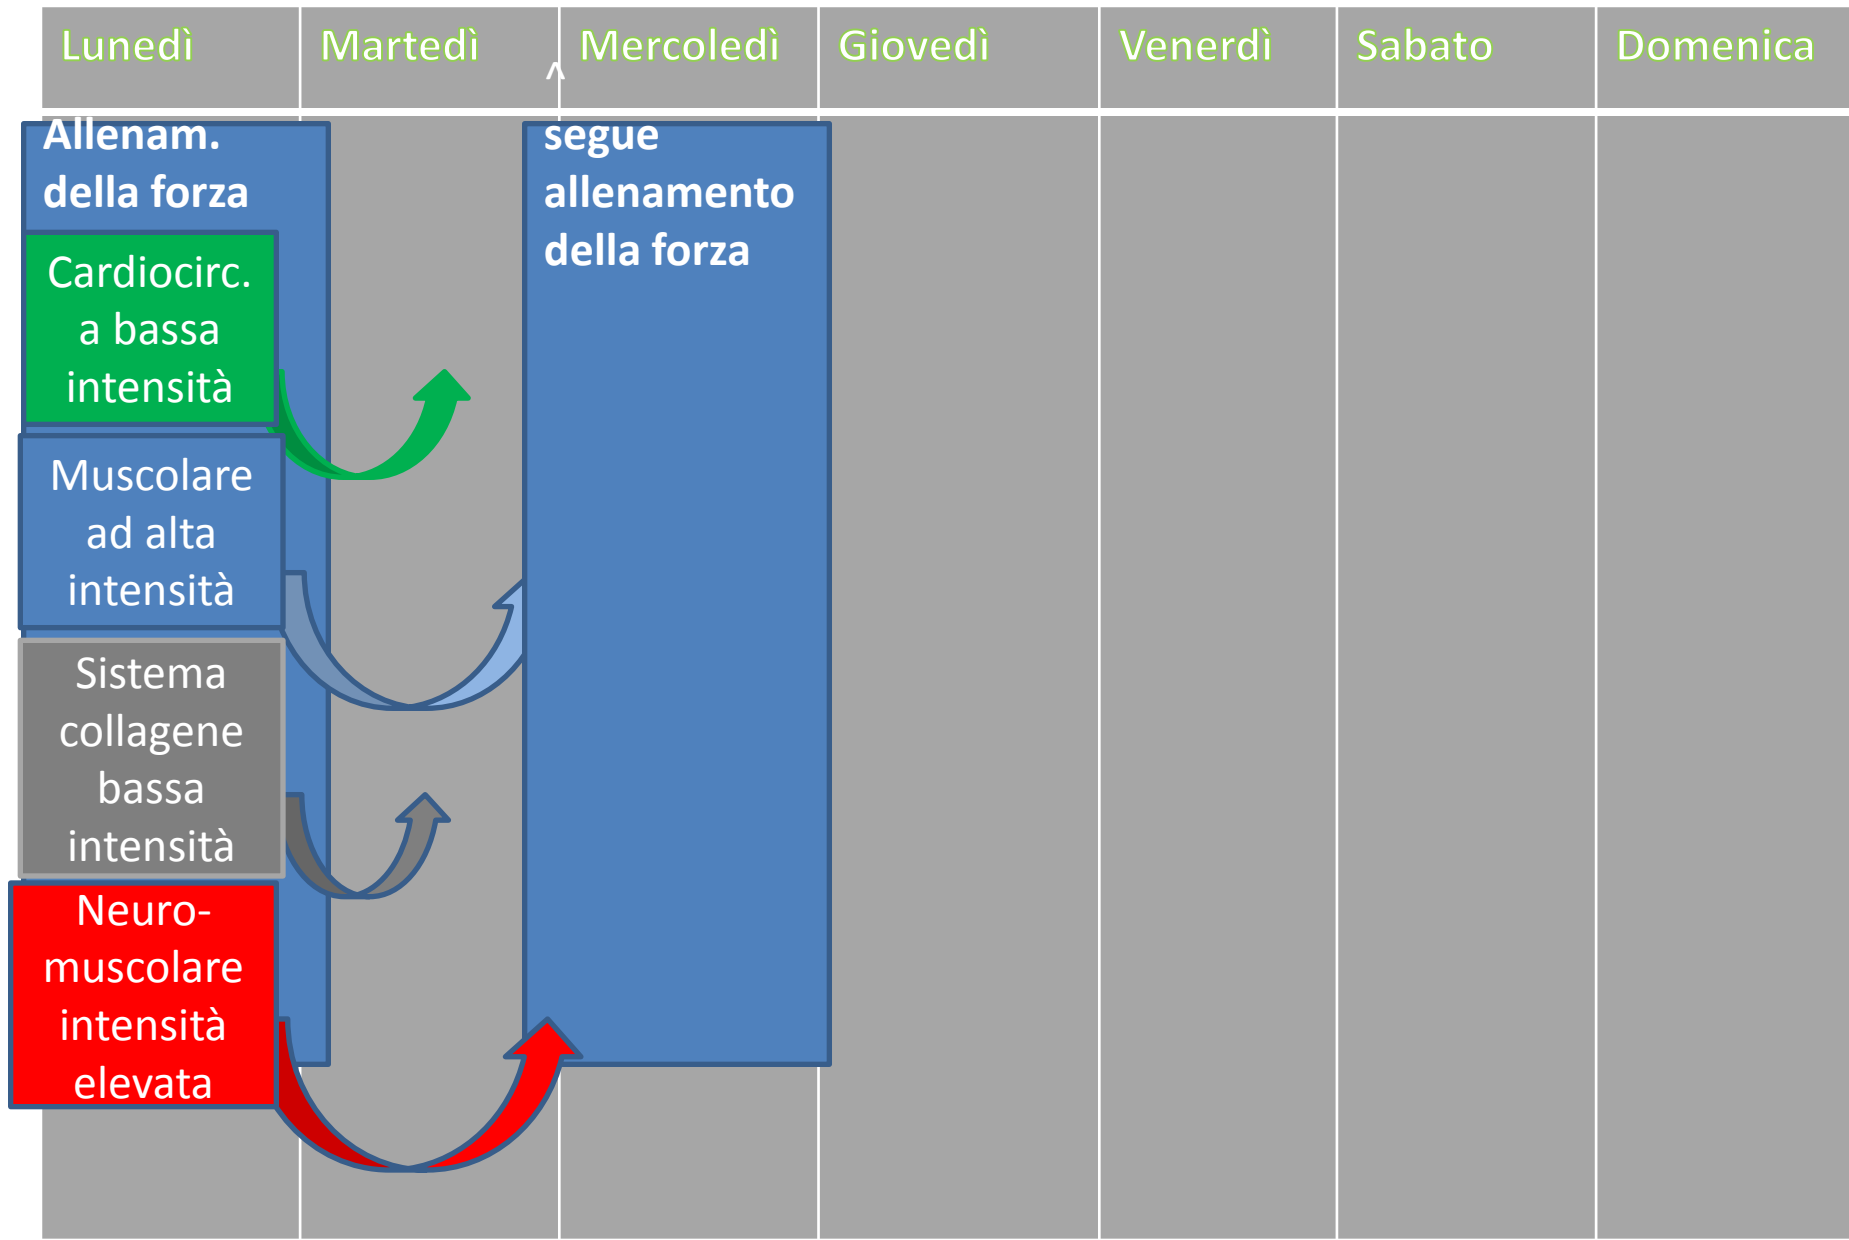 Lunedì Martedì Mercoledì Giovedì Venerdì Sabato Domenica
^
Allenam.
della forza
Cardiocirc.
a bassa
intensità
Muscolare
ad alta
intensità
Sistema
collagene
bassa
intensità
Neuro-
muscolare
intensità
elevata
segue
allenamento
della forza